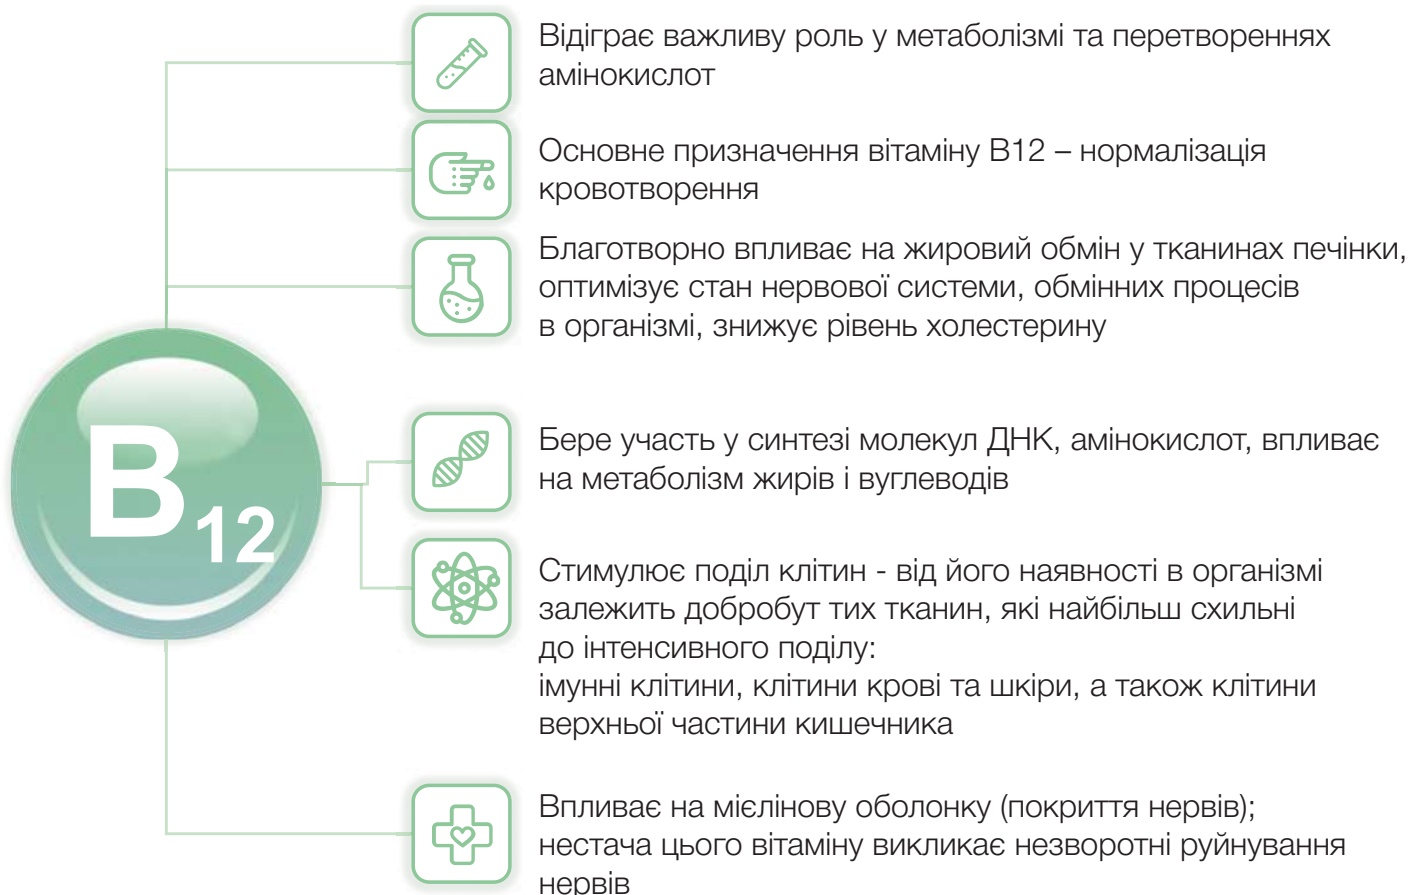 Відіграє важливу роль у метаболізмі та перетвореннях
амінокислот
Основне призначення вітаміну В12 – нормалізація
кровотворення
Благотворно впливає на жировий обмін у тканинах печінки,
оптимізує стан нервової системи, обмінних процесів
в організмі, знижує рівень холестерину
B12
Бере участь у синтезі молекул ДНК, амінокислот, впливає
на метаболізм жирів і вуглеводів
Стимулює поділ клітин - від його наявності в організмі
залежить добробут тих тканин, які найбільш схильні
до інтенсивного поділу:
імунні клітини, клітини крові та шкіри, а також клітини
верхньої частини кишечника
Впливає на мієлінову оболонку (покриття нервів);
нестача цього вітаміну викликає незворотні руйнування
нервів